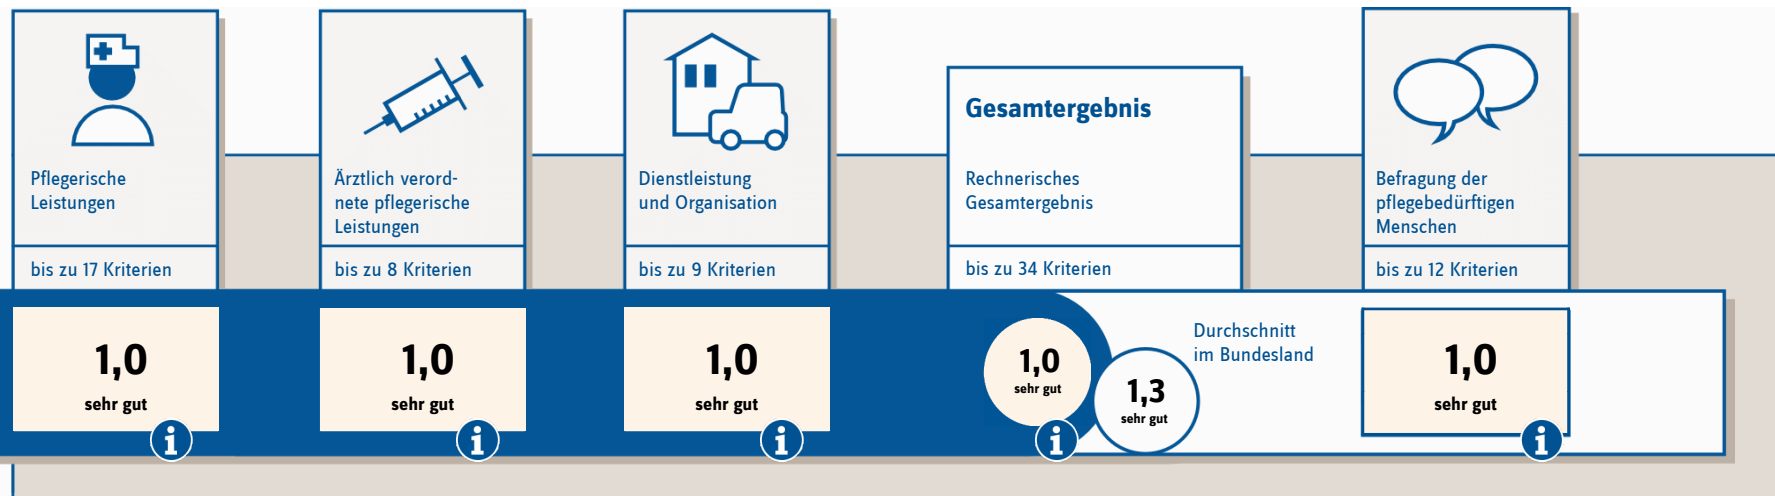 Pflegerische
Leistungen
bis zu 17 Kriterien
1,0
sehr gut
i
Ärztlich verord-
nete pflegerische
Leistungen
bis zu 8 Kriterien
1,0
sehr gut
i
Dienstleistung
und Organisation
bis zu 9 Kriterien
1,0
sehr gut
i
Gesamtergebnis
Rechnerisches
Gesamtergebnis
bis zu 34 Kriterien
1,0
sehr gut
i
Durchschnitt
im Bundesland
1,3
sehr gut
Befragung der
pflegebedürftigen
Menschen
bis zu 12 Kriterien
1,0
sehr gut
i